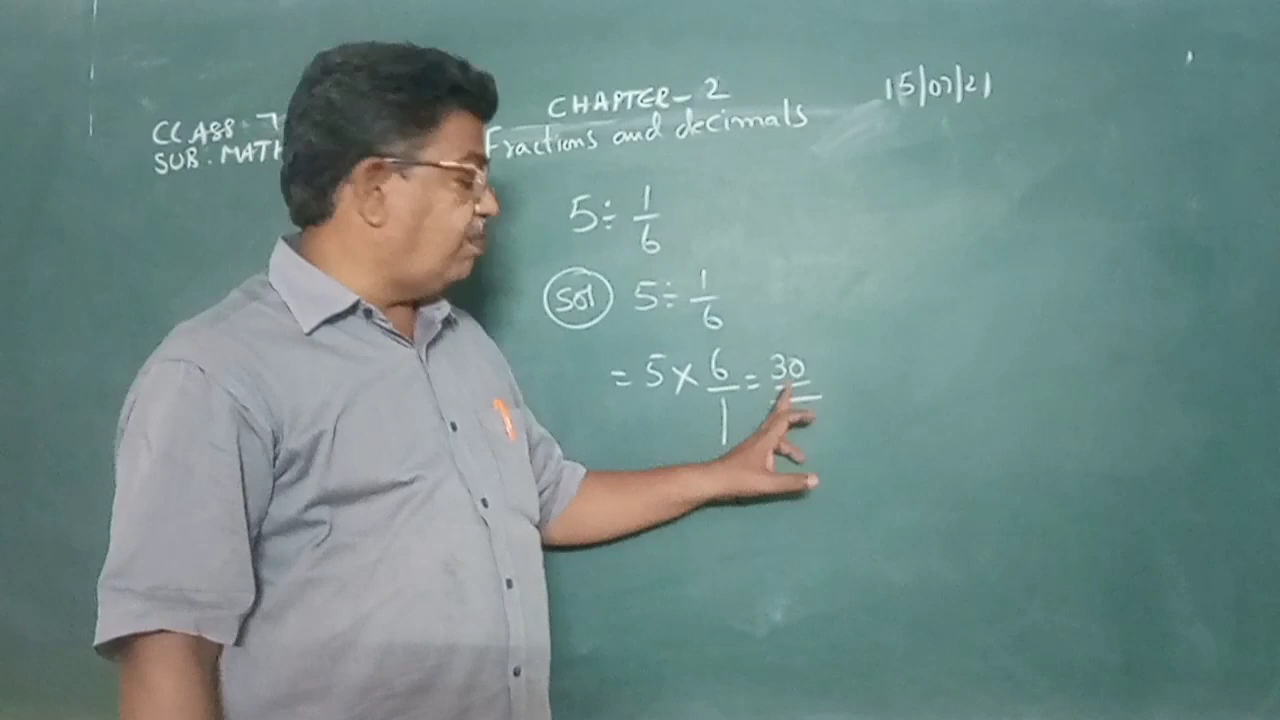 CLASS - 7
SUB : MATH
CHAPTER - 2
Fractions and decimals
15/07/21
5 ÷ 1/6
Sol 5 ÷ 1/6
= 5 × 6/1 = 30